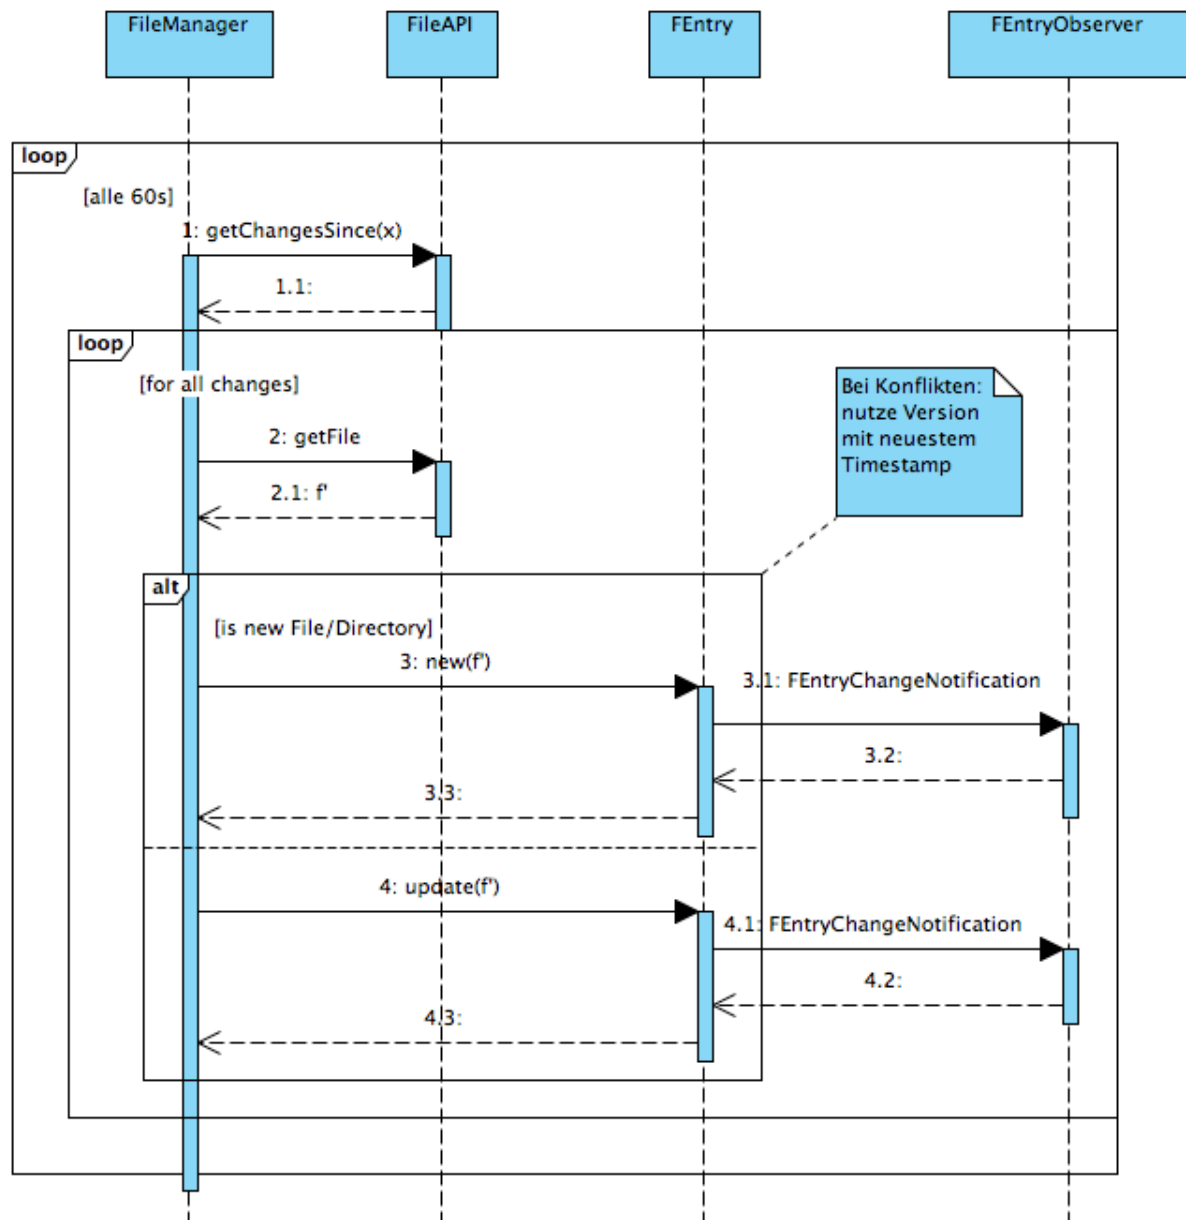 FileManager
FileAPI
FEntry
FEntryObserver
loop
[alle 60s]
1: getChangesSince(x)
1.1:
loop
[for all changes]
Bei Konflikten:
nutze Version
mit neuestem
Timestamp
2: getFile
2.1: f'
alt
[is new File/Directory]
3: new(f')
3.1: FEntryChangeNotification
3.2:
3.3:
4: update(f')
4.1: FEntryChangeNotification
4.2:
4.3: